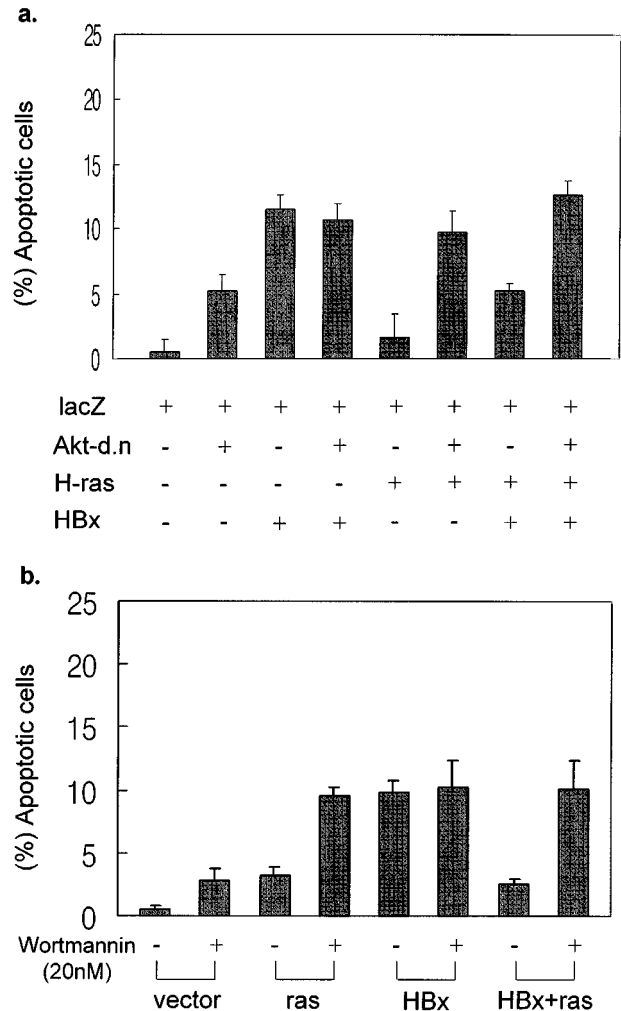 a.
25
20
15
10
5
0
(%) Apoptotic cells
lacZ + + + + + + + +
Akt-d.n - + - + - + - +
H-ras - - - - + + + +
HBx - - + + - - + +
b.
25
20
15
10
5
0
(%) Apoptotic cells
Wortmannin - + - + - + - +
(20nM)
vector ras HBx HBx+ras